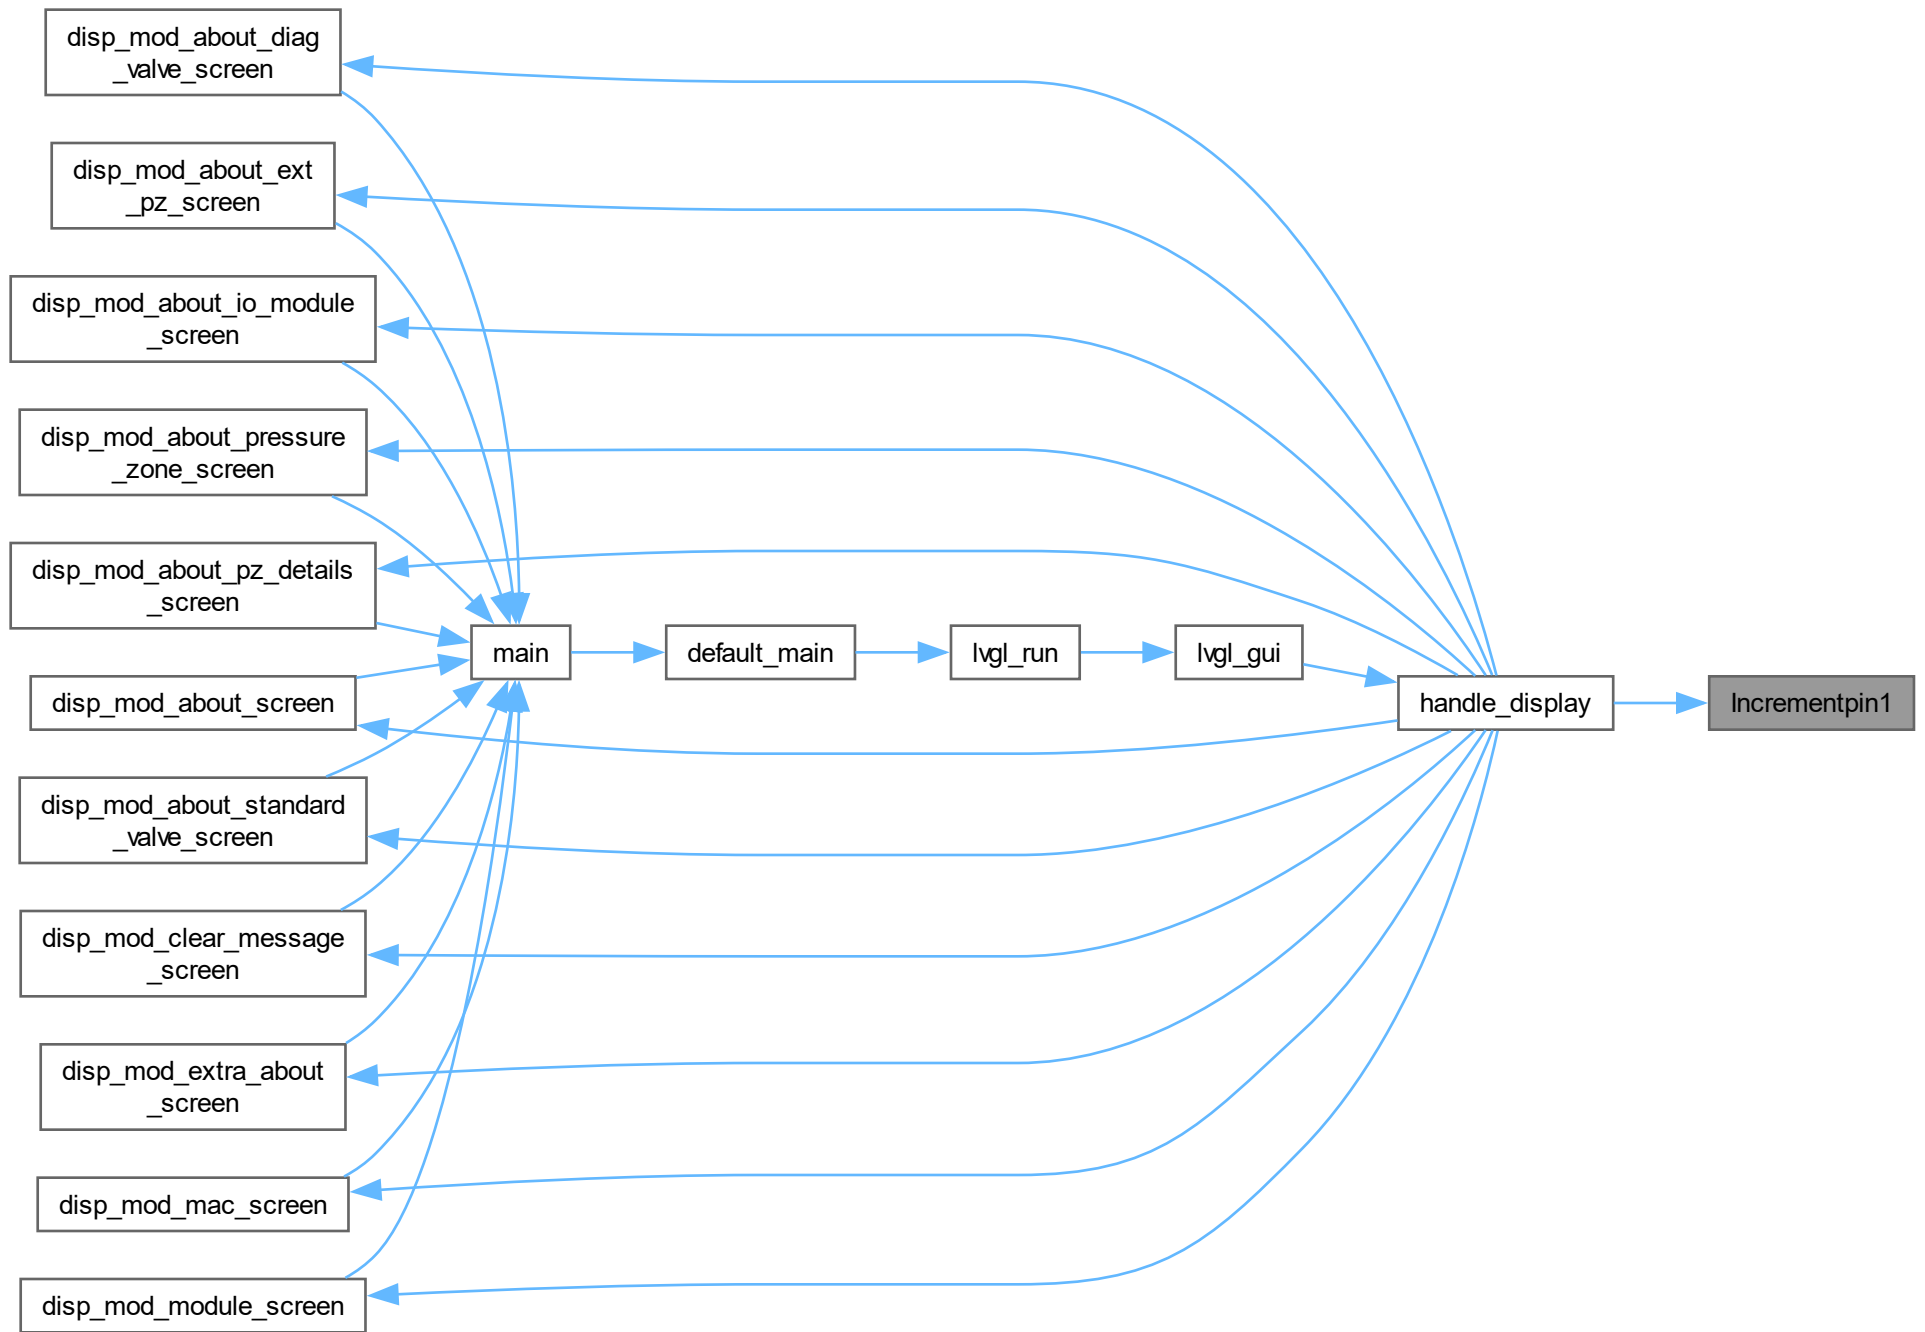 disp_mod_about_diag
_valve_screen
disp_mod_about_ext
_pz_screen
disp_mod_about_io_module
_screen
disp_mod_about_pressure
_zone_screen
disp_mod_about_pz_details
_screen
disp_mod_about_screen
disp_mod_about_standard
_valve_screen
disp_mod_clear_message
_screen
disp_mod_extra_about
_screen
disp_mod_mac_screen
disp_mod_module_screen
main
default_main
lvgl_run
lvgl_gui
handle_display
Incrementpin1